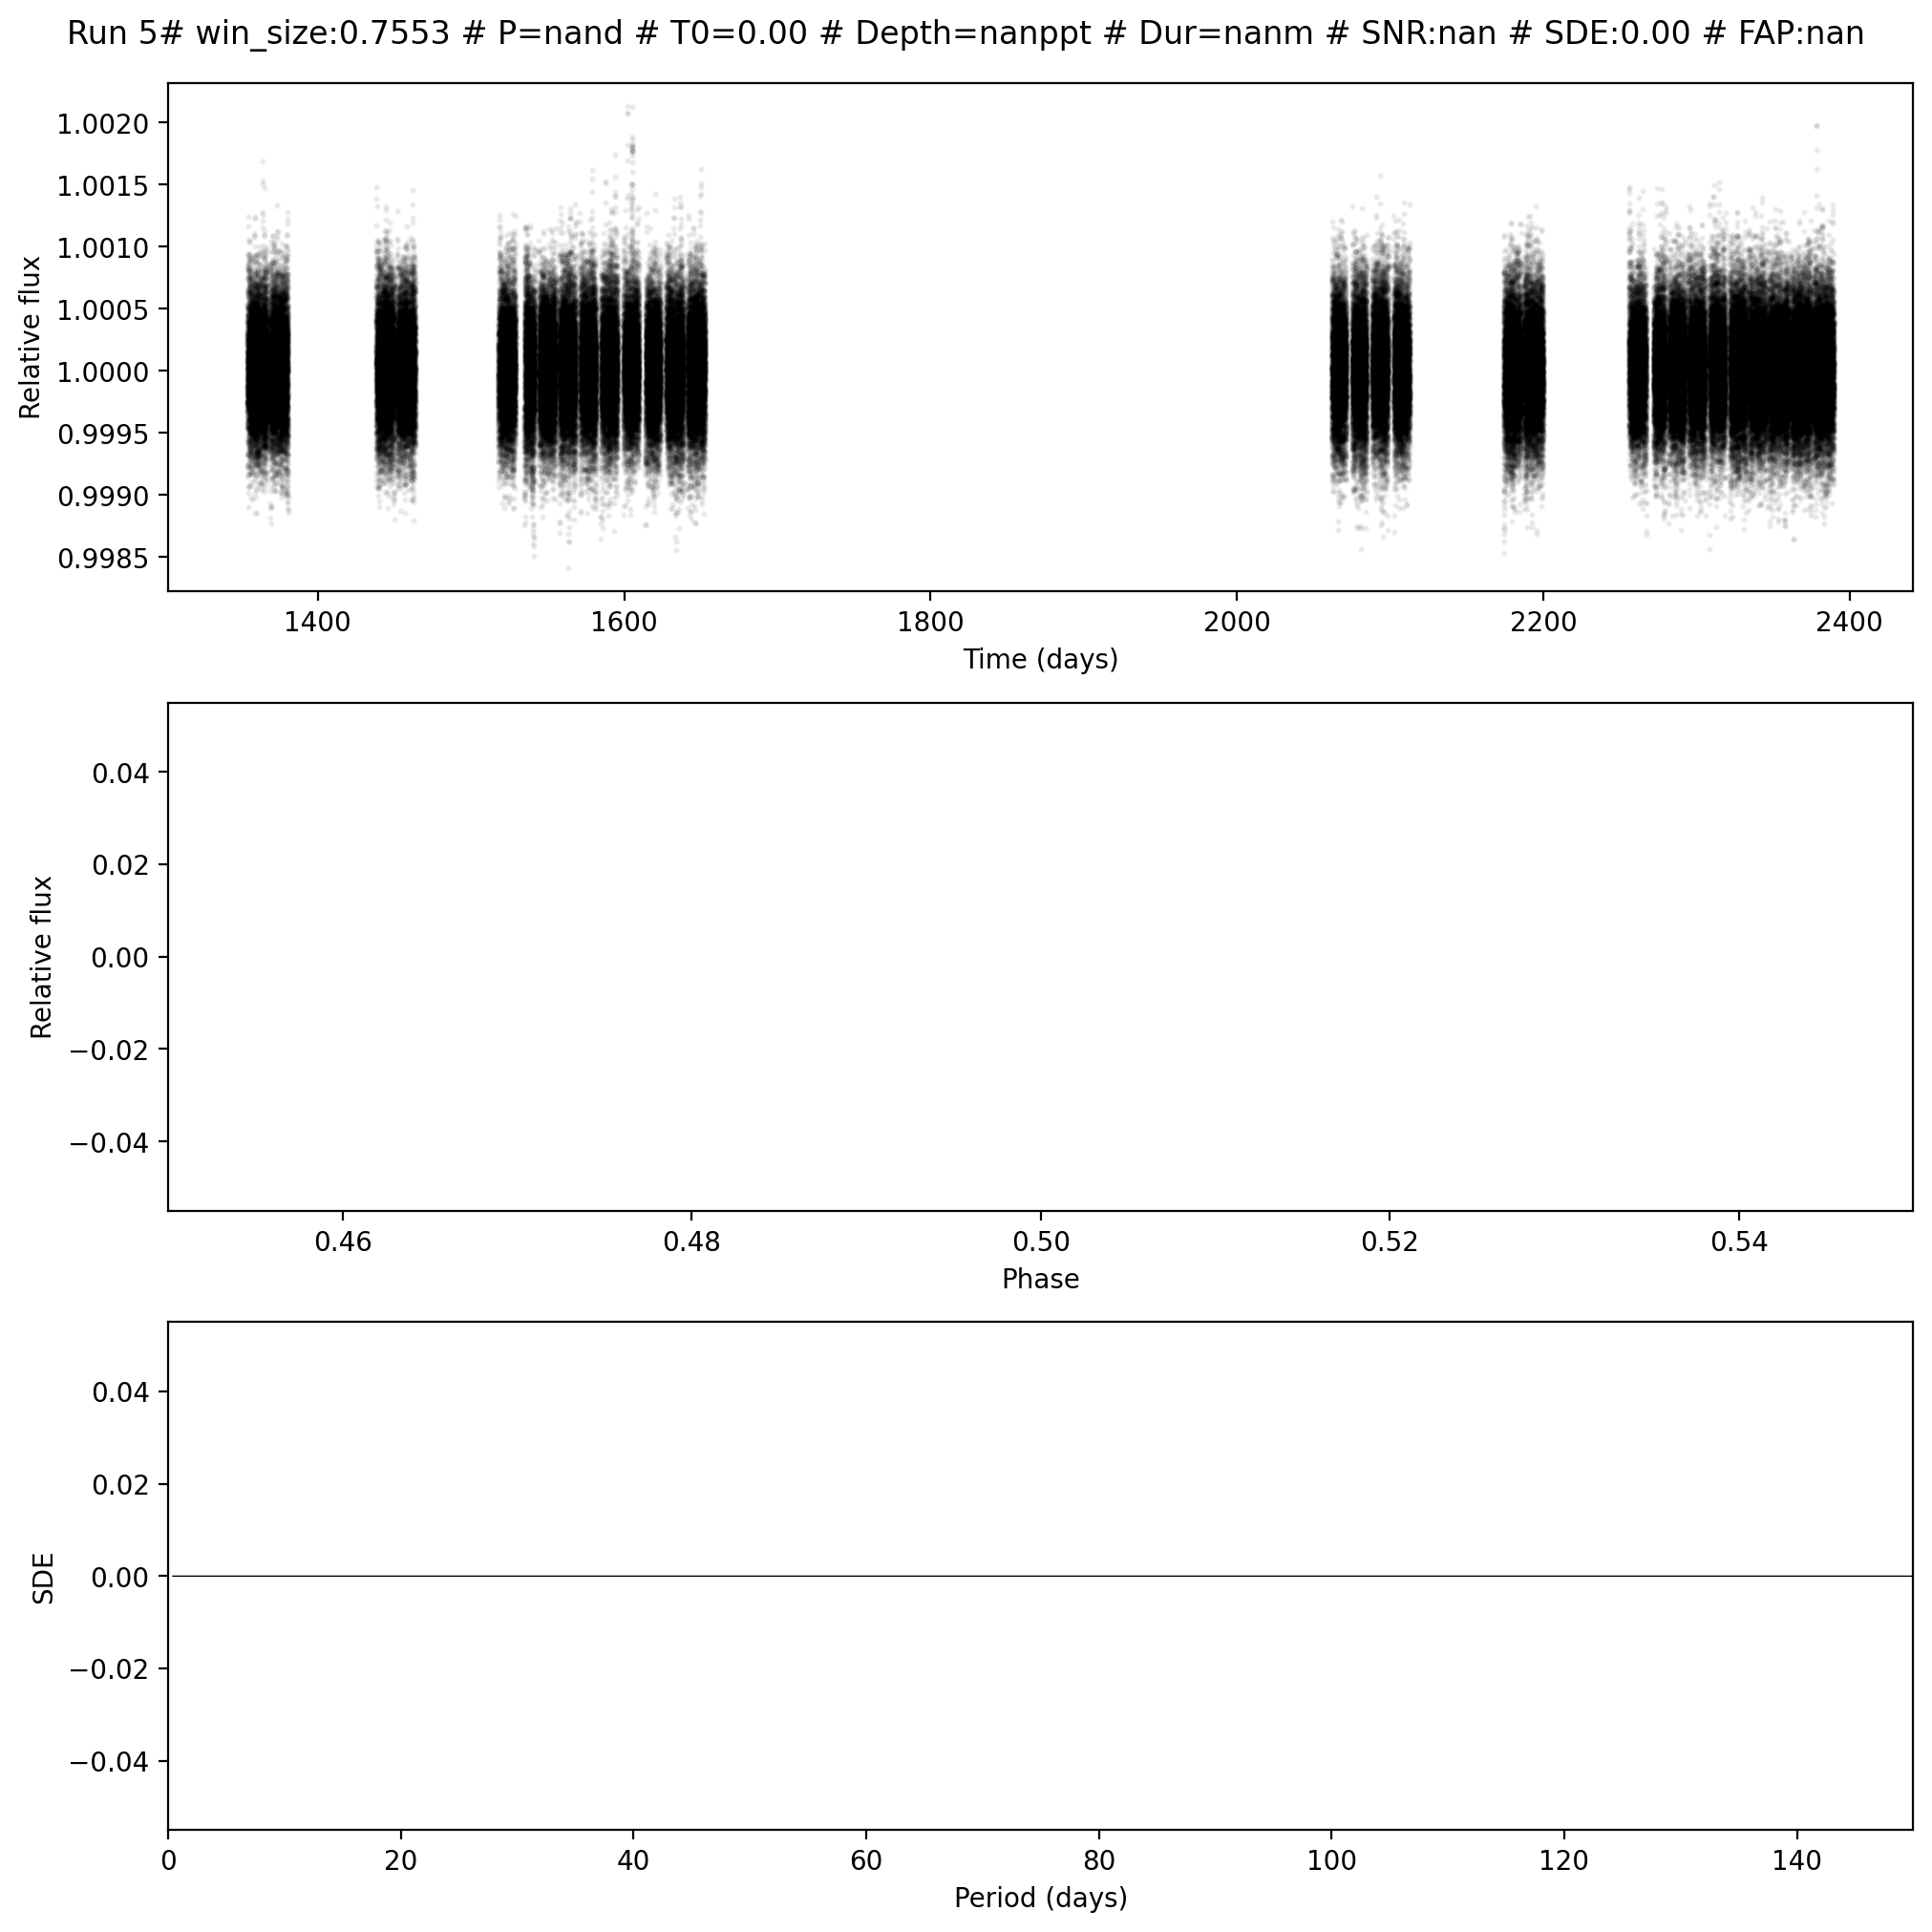 Run 5# win_size:0.7553 # P=nand # T0=0.00 # Depth=nanppt # Dur=nanm # SNR:nan # SDE:0.00 # FAP:nan
Relative flux
1.0020
1.0015
1.0010
1.0005
1.0000
0.9995
0.9990
0.9985
1400 1600 1800 2000 2200 2400
Time (days)
Relative flux
0.04
0.02
0.00
−0.02
−0.04
0.46 0.48 0.50 0.52 0.54
Phase
SDE
0.04
0.02
0.00
−0.02
−0.04
0 20 40 60 80 100 120 140
Period (days)